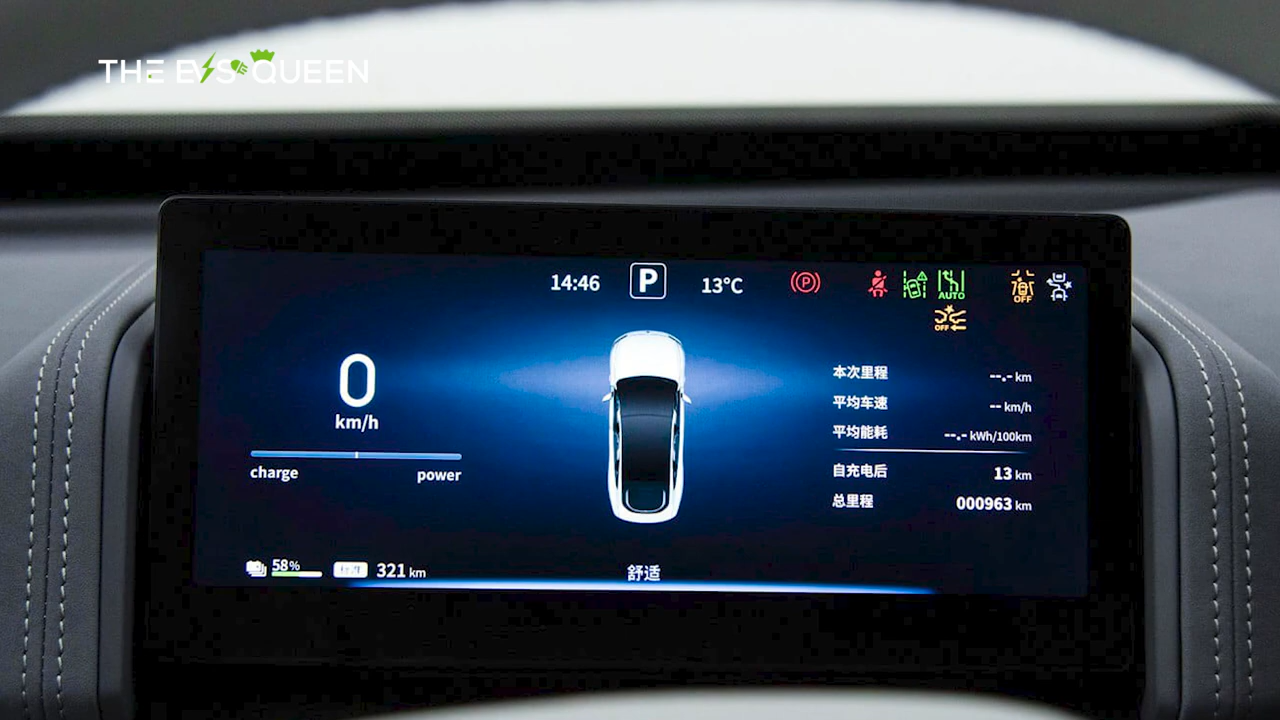 THE EVS QUEEN
14:46 P 13°C
P
AUTO
OFF
OFF
0
km/h
charge power
本次里程 --.- km
平均车速 -- km/h
平均能耗 --.- kWh/100km
自充电后 13 km
总里程 000963 km
58% 321 km
舒适